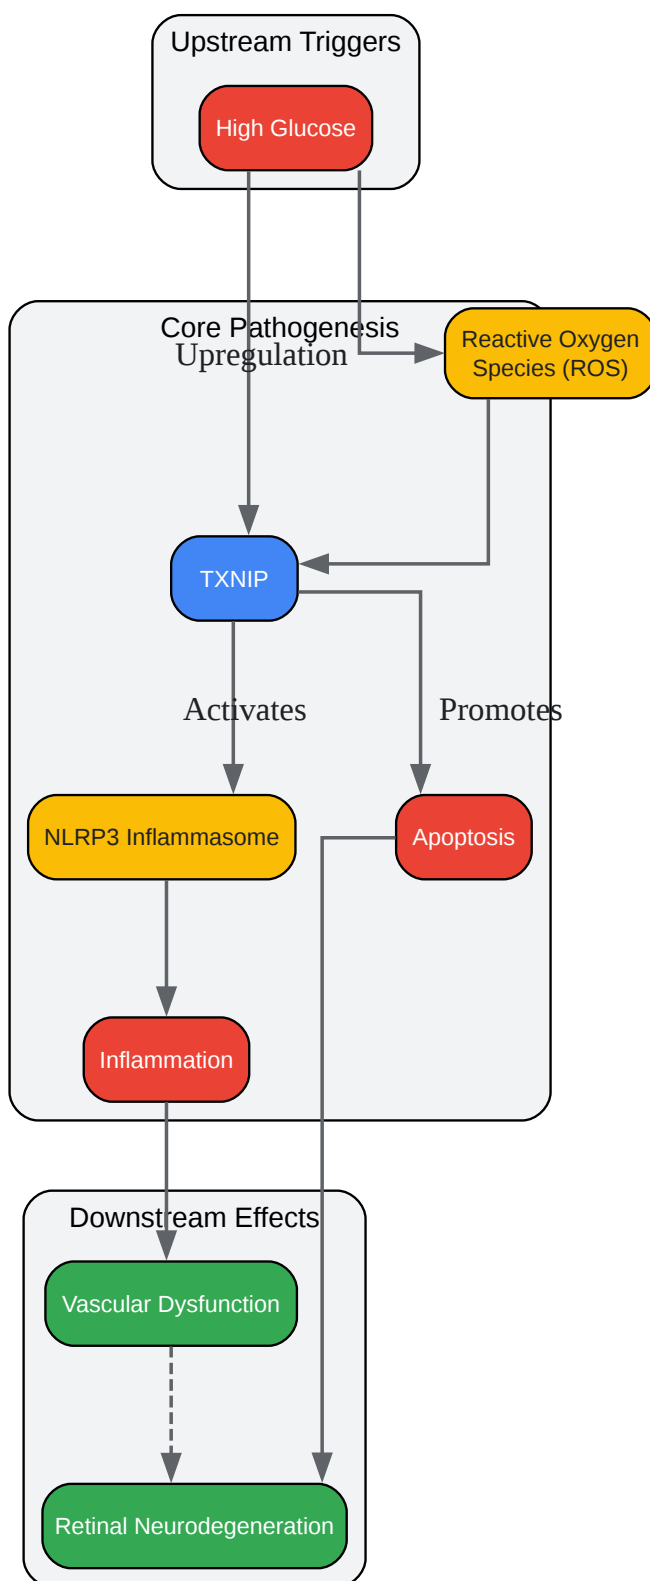 Upstream Triggers
High Glucose
Core Pathogenesis
Upregulation
Reactive Oxygen
Species (ROS)
TXNIP
Activates
Promotes
NLRP3 Inflammasome
Apoptosis
Inflammation
Downstream Effects
Vascular Dysfunction
Retinal Neurodegeneration